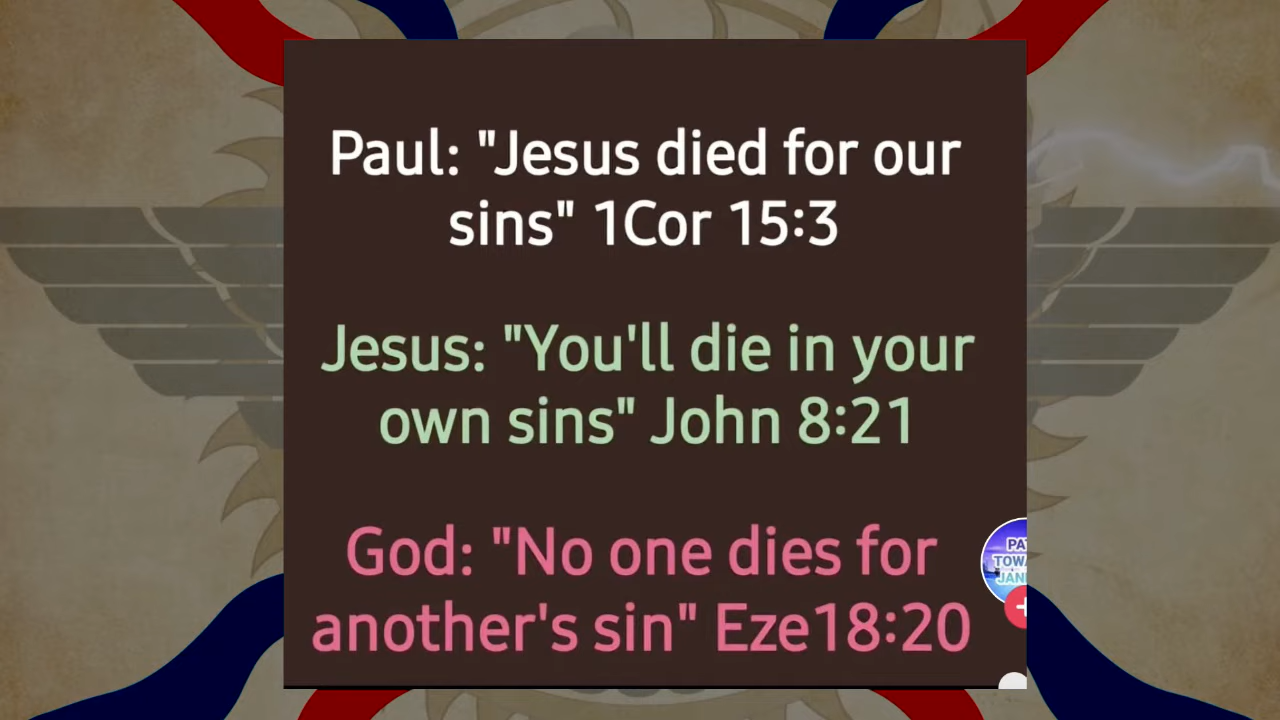 Paul: "Jesus died for our
sins" 1Cor 15:3
Jesus: "You'll die in your
own sins" John 8:21
God: "No one dies for
another's sin" Eze18:20